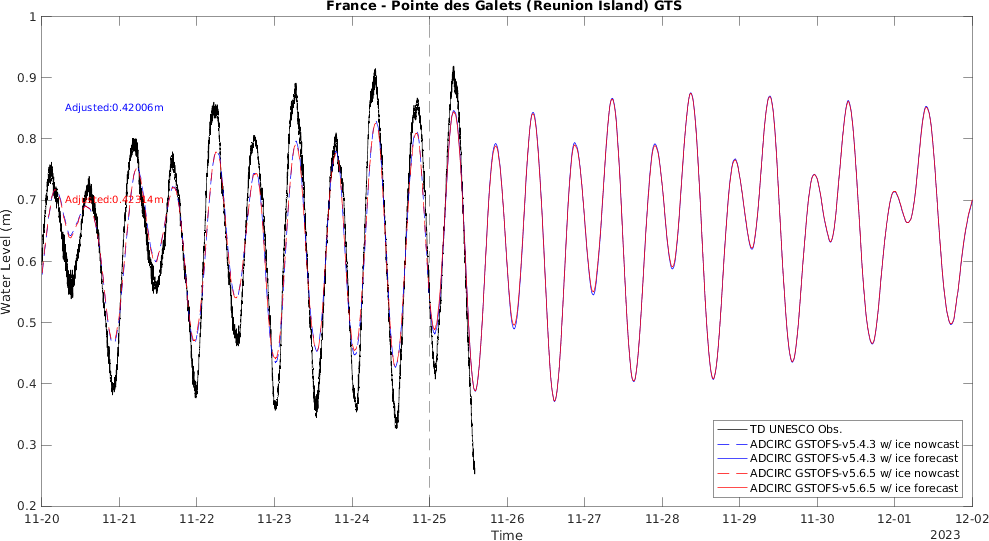 France - Pointe des Galets (Reunion Island) GTS
1
0.9
0.8
0.7
0.6
0.5
0.4
0.3
0.2
Water Level (m)
Adjusted:0.42006m
Adjusted:0.42314m
TD UNESCO Obs.
ADCIRC GSTOFS-v5.4.3 w/ ice nowcast
ADCIRC GSTOFS-v5.4.3 w/ ice forecast
ADCIRC GSTOFS-v5.6.5 w/ ice nowcast
ADCIRC GSTOFS-v5.6.5 w/ ice forecast
11-20 11-21 11-22 11-23 11-24 11-25 11-26 11-27 11-28 11-29 11-30 12-01 12-02
Time
2023